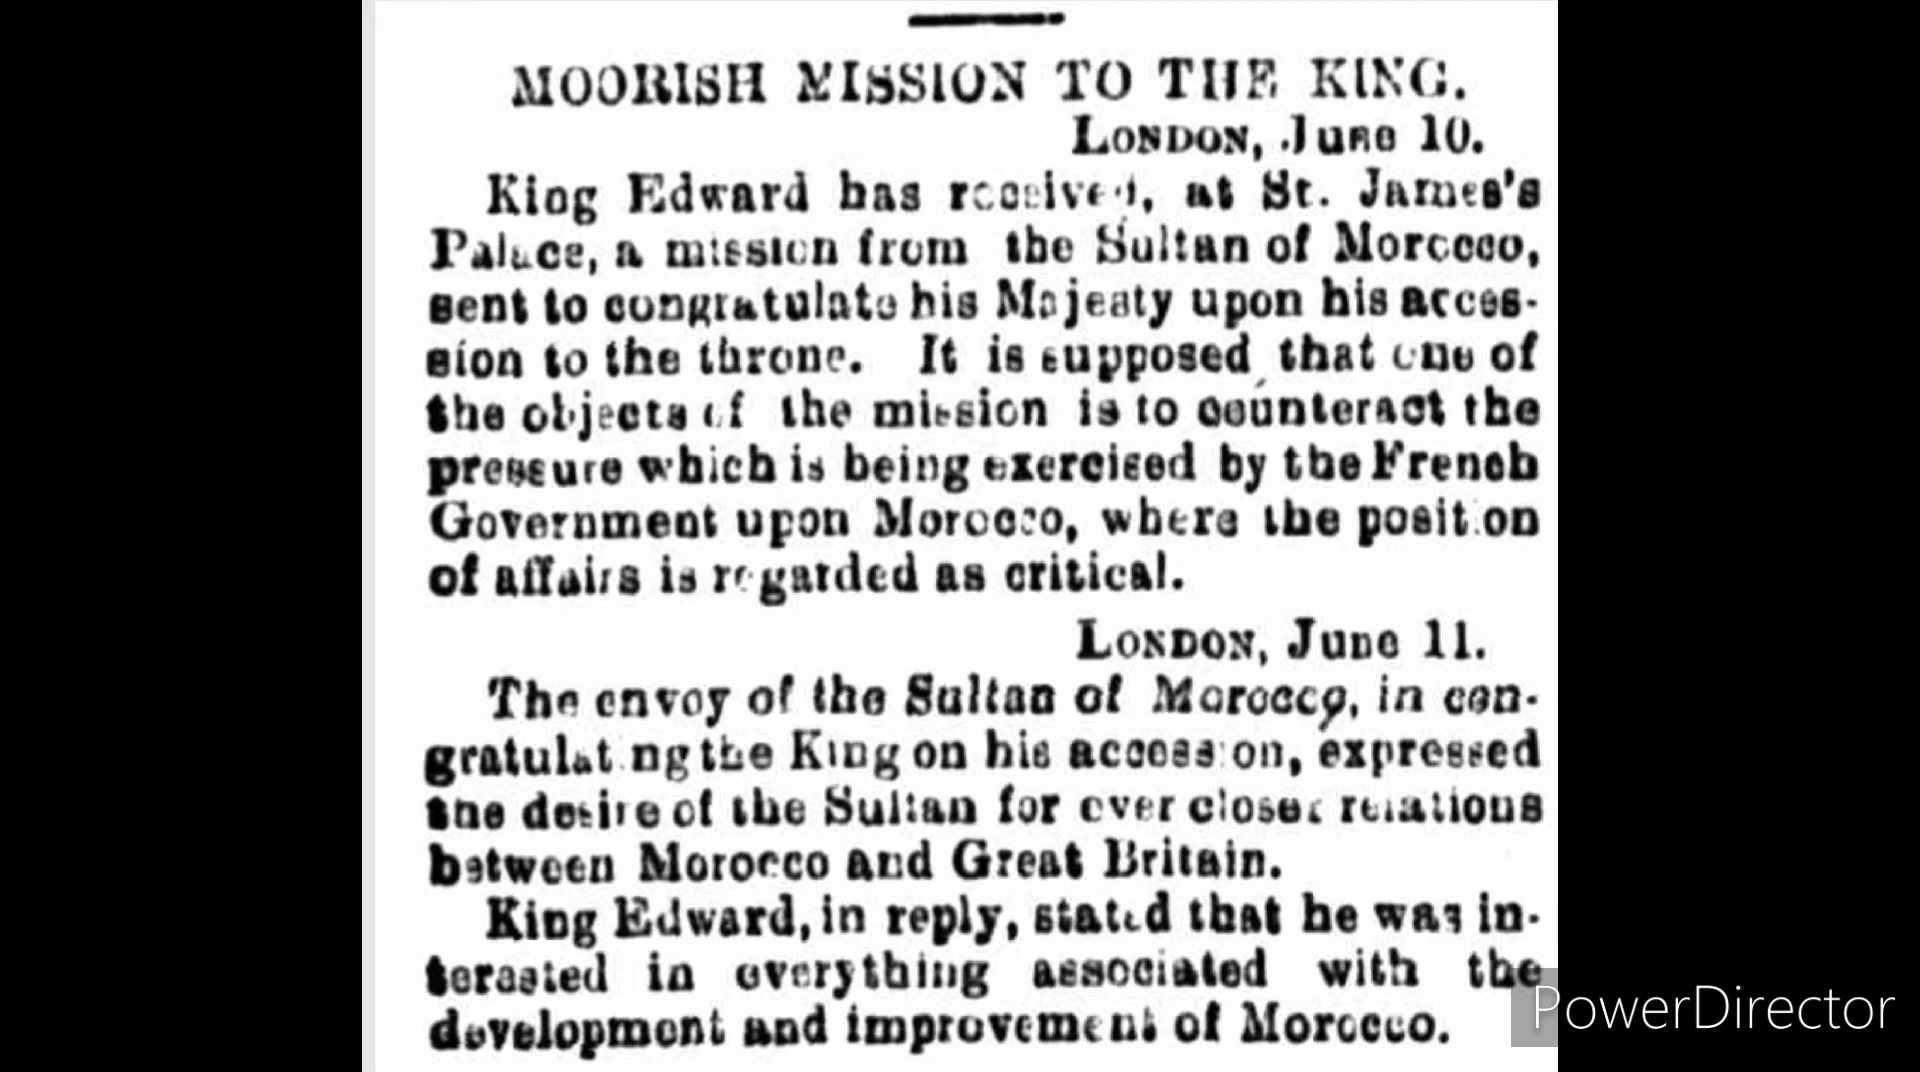 MOORISH MISSION TO THE KING.
LONDON, June 10.
King Edward has received, at St. James's
Palace, a mission from the Sultan of Morocco,
sent to congratulate his Majesty upon his acces-
sion to the throne. It is supposed that one of
the objects of the mission is to counteract the
pressure which is being exercised by the French
Government upon Morocco, where the position
of affairs is regarded as critical.
LONDON, June 11.
The envoy of the Sultan of Morocco, in con-
gratulating the King on his accession, expressed
the desire of the Sultan for ever closer relations
between Morocco and Great Britain.
King Edward, in reply, stated that he was in-
terested in everything associated with the
development and improvement of Morocco.
PowerDirector